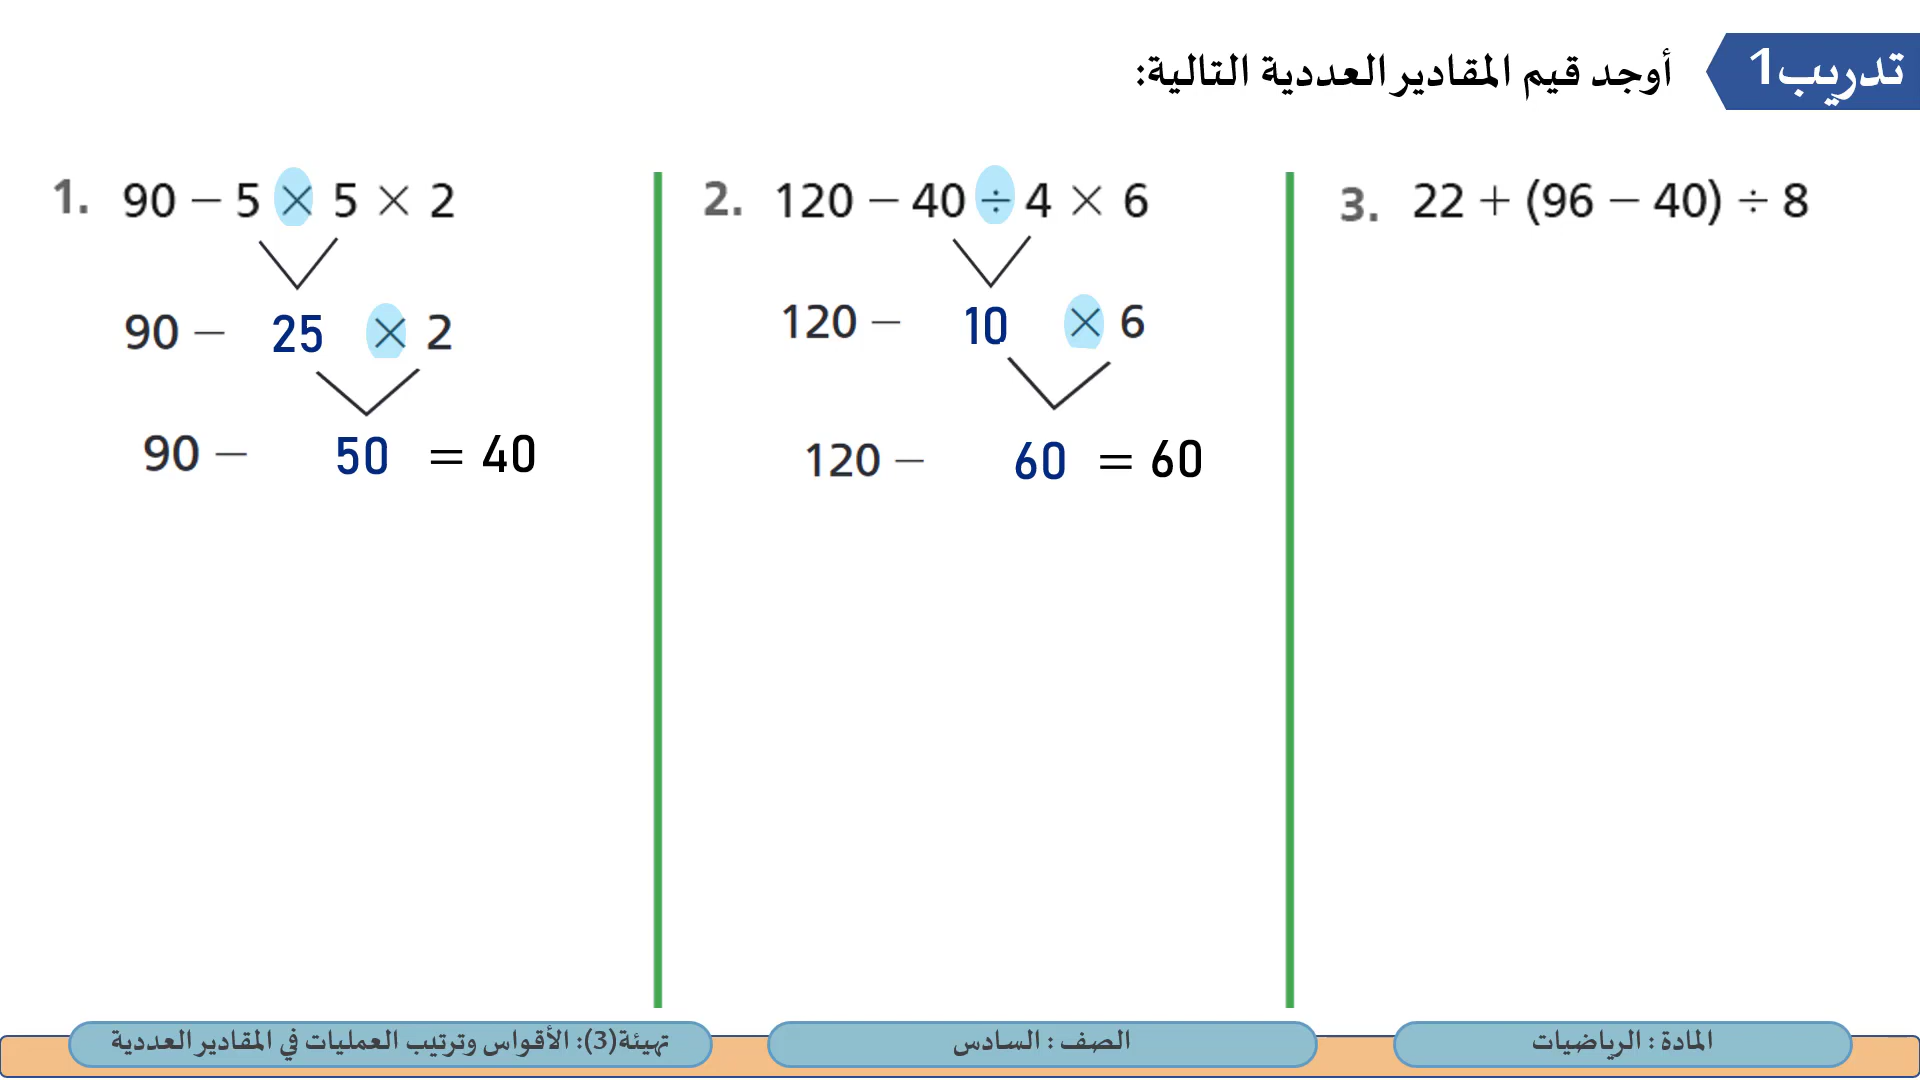 تدريب1
أوجد قيم المقادير العددية التالية:
1. 90 − 5 × 5 × 2
90 − 25 × 2
90 − 50 = 40
2. 120 − 40 ÷ 4 × 6
120 − 10 × 6
120 − 60 = 60
3. 22 + (96 − 40) ÷ 8
المادة : الرياضيات
الصف : السادس
تهيئة(3): الأقواس وترتيب العمليات في المقادير العددية